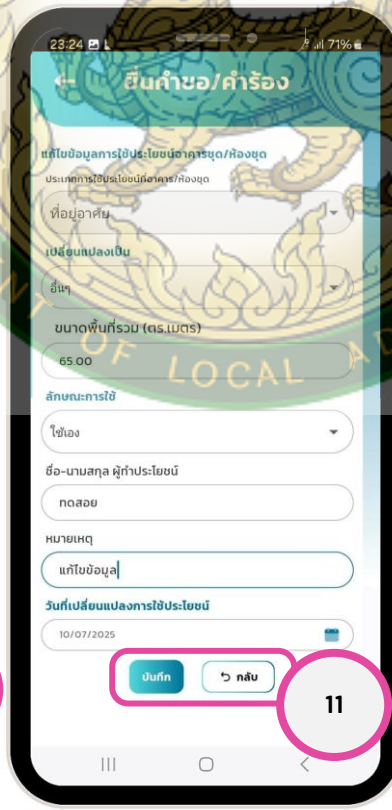 23:24 71%
ยื่นคำขอ/คำร้อง
แก้ไขข้อมูลการใช้ประโยชน์อาคารชุด/ห้องชุด
ประเภทการใช้ประโยชน์ที่อาคาร/ห้องชุด
ที่อยู่อาศัย
เปลี่ยนแปลงเป็น
อื่นๆ
ขนาดพื้นที่รวม (ตร.เมตร)
65.00
OF LOCAL
ลักษณะการใช้
ใช้เอง
ชื่อ-นามสกุล ผู้ทำประโยชน์
ทดสอย
หมายเหตุ
แก้ไขข้อมูล
วันที่เปลี่ยนแปลงการใช้ประโยชน์
10/07/2025
บันทึก กลับ
11